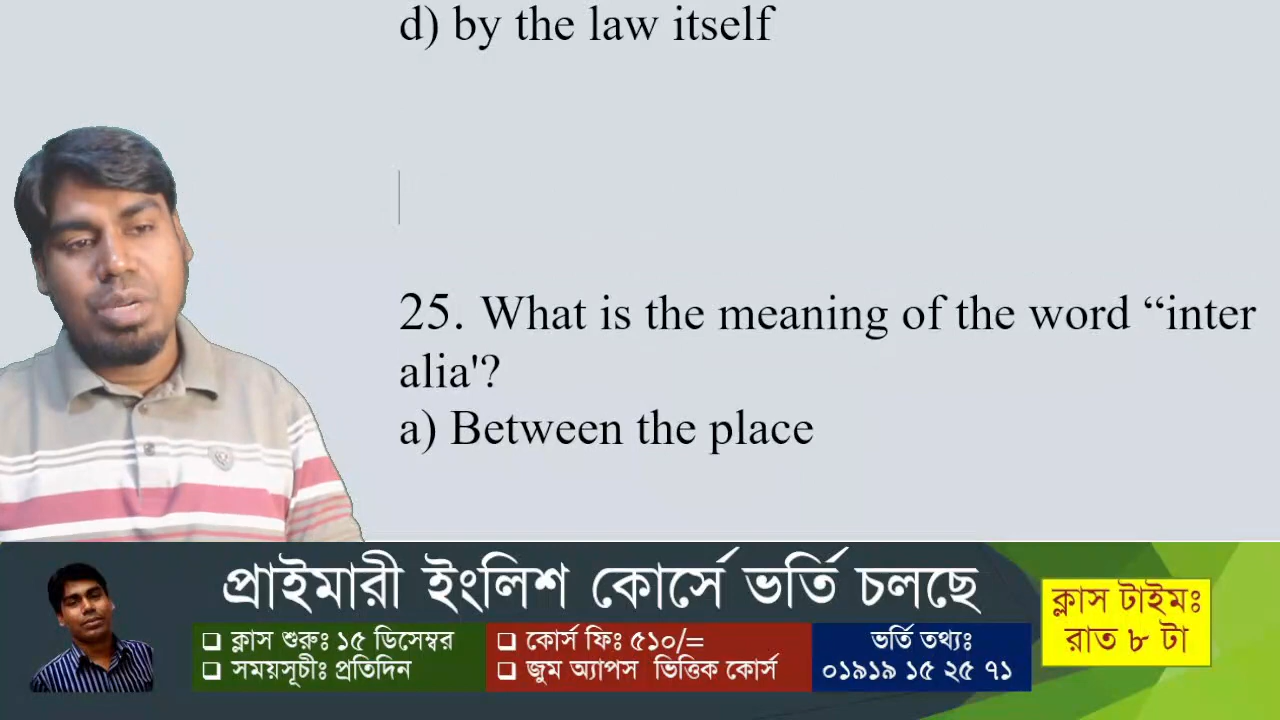 d) by the law itself
25. What is the meaning of the word “inter
alia'?
a) Between the place
প্রাইমারী ইংলিশ কোর্সে ভর্তি চলছে
❑ ক্লাস শুরুঃ ১৫ ডিসেম্বর
❑ সময়সূচীঃ প্রতিদিন
❑ কোর্স ফিঃ ৫১০/=
❑ জুম অ্যাপস ভিত্তিক কোর্স
ভর্তি তথ্যঃ
০১৯১৯ ১৫ ২৫ ৭১
ক্লাস টাইমঃ
রাত ৮ টা